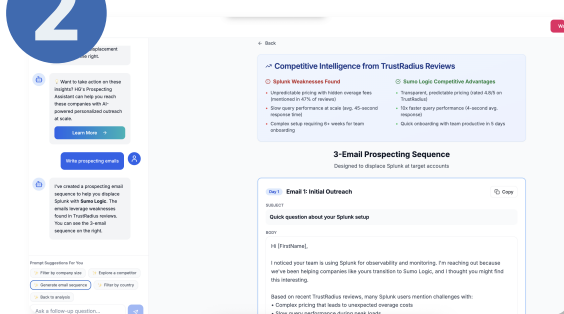 2
← Back
the right.
Want to take action on these
insights? HG's Prospecting
Assistant can help you reach
these companies with AI-
powered personalized outreach
at scale.
Learn More →
Write prospecting emails
I've created a prospecting email
sequence to help you displace
Splunk with Sumo Logic. The
emails leverage weaknesses
found in TrustRadius reviews.
You can see the 3-email
sequence on the right.
Prompt Suggestions For You
Filter by company size
Explore a competitor
Generate email sequence
Filter by country
Back to analysis
Ask a follow-up question...
Competitive Intelligence from TrustRadius Reviews
Splunk Weaknesses Found
• Unpredictable pricing with hidden fees
(mentioned in 47% of reviews)
• Slow query performance at scale (avg. 45-second
response time)
• Complex setup requiring 6+ weeks for team
onboarding
Sumo Logic Competitive Advantages
• Transparent, predictable pricing (rated 4.8/5 on
TrustRadius)
• 10x faster query performance (4-second avg.
response)
• Quick onboarding with team productive in 5 days
3-Email Prospecting Sequence
Designed to displace Splunk at target accounts
Day 1 Email 1: Initial Outreach
Copy
SUBJECT
Quick question about your Splunk setup
BODY
Hi [FirstName],
I noticed your team is using Splunk for observability and monitoring. I'm reaching out because
we've been helping companies like yours transition to Sumo Logic, and I thought you might find
this interesting.
Based on recent TrustRadius reviews, many Splunk users mention challenges with:
• Complex pricing that leads to unexpected overage costs
• Slow query performance during peak loads